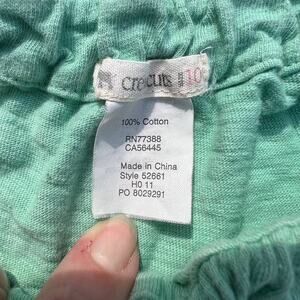 crewcuts 10
100% Cotton
RN77388
CA56445
Made in China
Style 52661
H0 11
PO 8029291